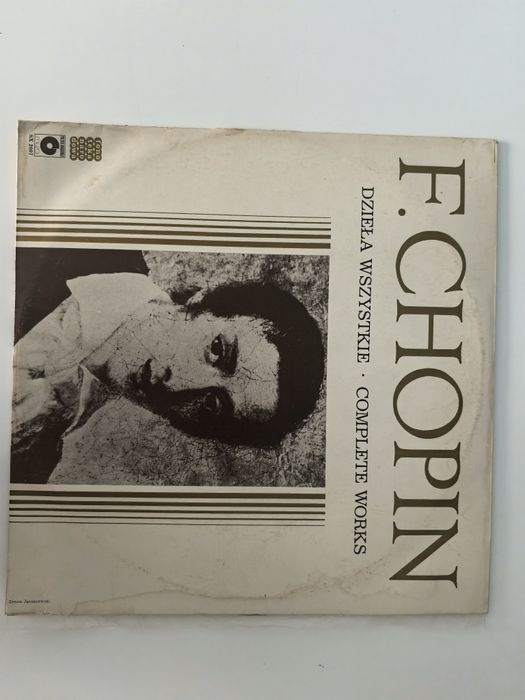 F. CHOPIN
DZIEŁA WSZYSTKIE · COMPLETE WORKS